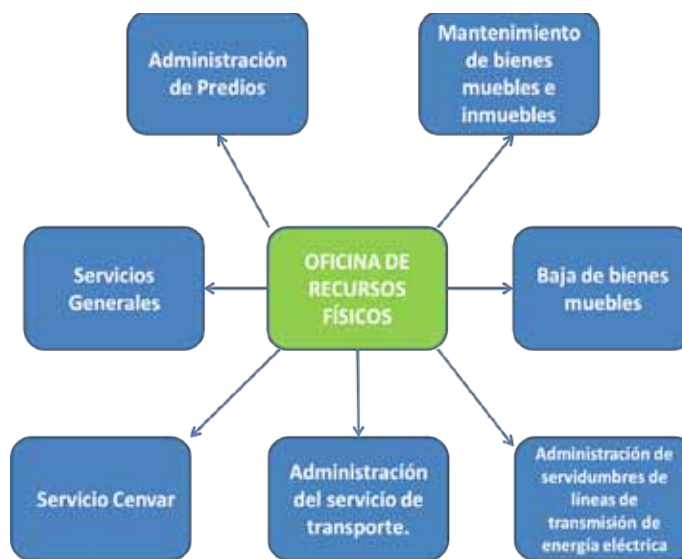 Administración
de Predios
Mantenimiento
de bienes
muebles e
inmuebles
Servicios
Generales
OFICINA DE
RECURSOS
FÍSICOS
Baja de bienes
muebles
Servicio Cenvar
Administración
del servicio de
transporte.
Administración de
servidumbres de
líneas de
transmisión de
energía eléctrica